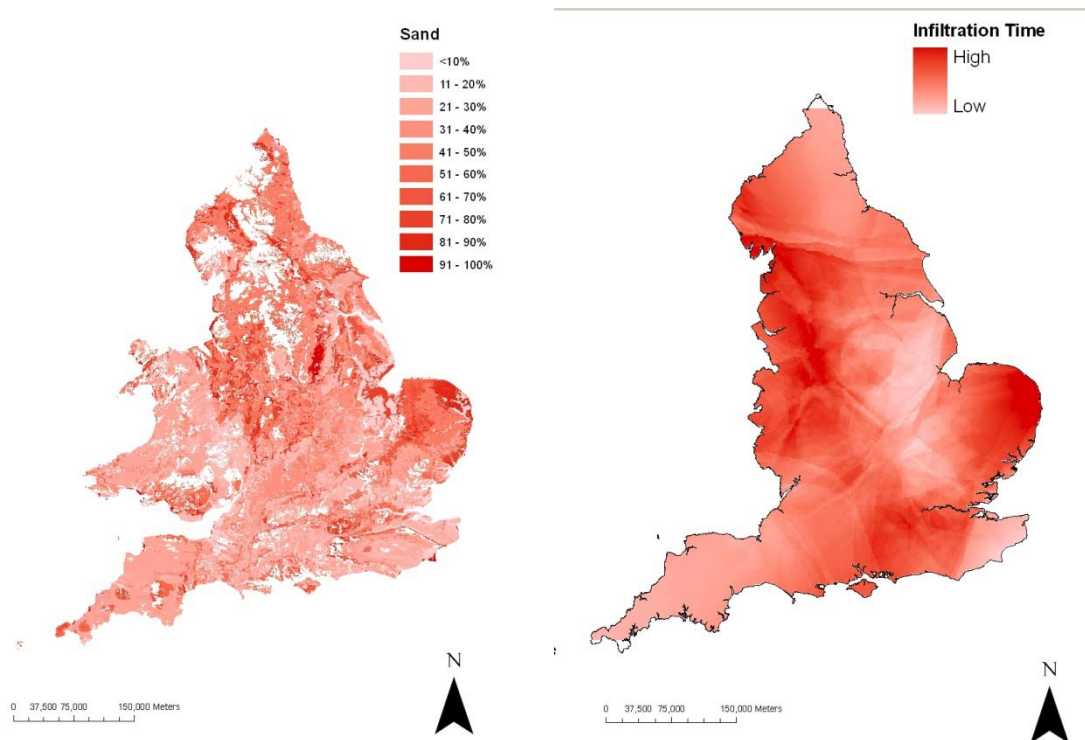 Sand
<10%
11 - 20%
21 - 30%
31 - 40%
41 - 50%
51 - 60%
61 - 70%
71 - 80%
81 - 90%
91 - 100%
N
0 37,500 75,000 150,000 Meters
Infiltration Time
High
Low
N
0 37,500 75,000 150,000 Meters